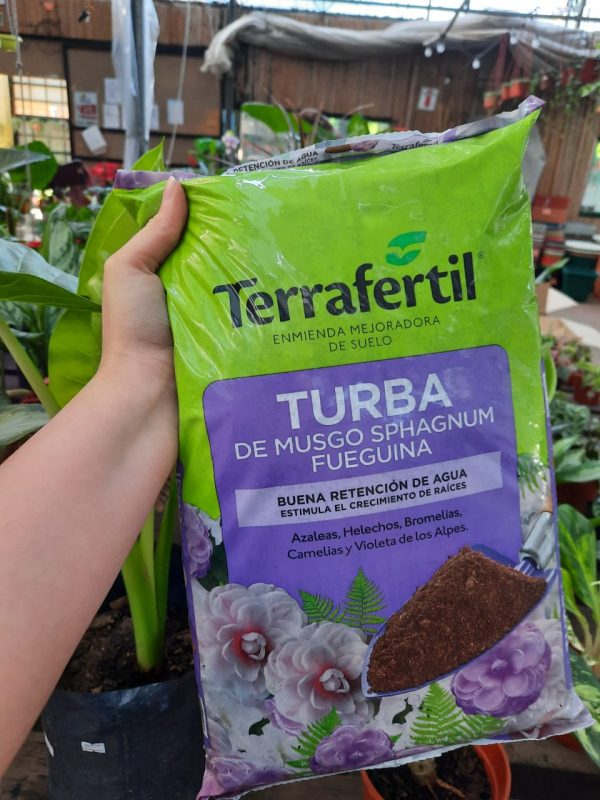 RETENCIÓN DE AGUA
Terrafertil
Terrafertil®
ENMIENDA MEJORADORA
DE SUELO
TURBA
DE MUSGO SPHAGNUM
FUEGUINA
BUENA RETENCIÓN DE AGUA
ESTIMULA EL CRECIMIENTO DE RAÍCES
Azaleas, Helechos, Bromelias,
Camelias y Violeta de los Alpes.